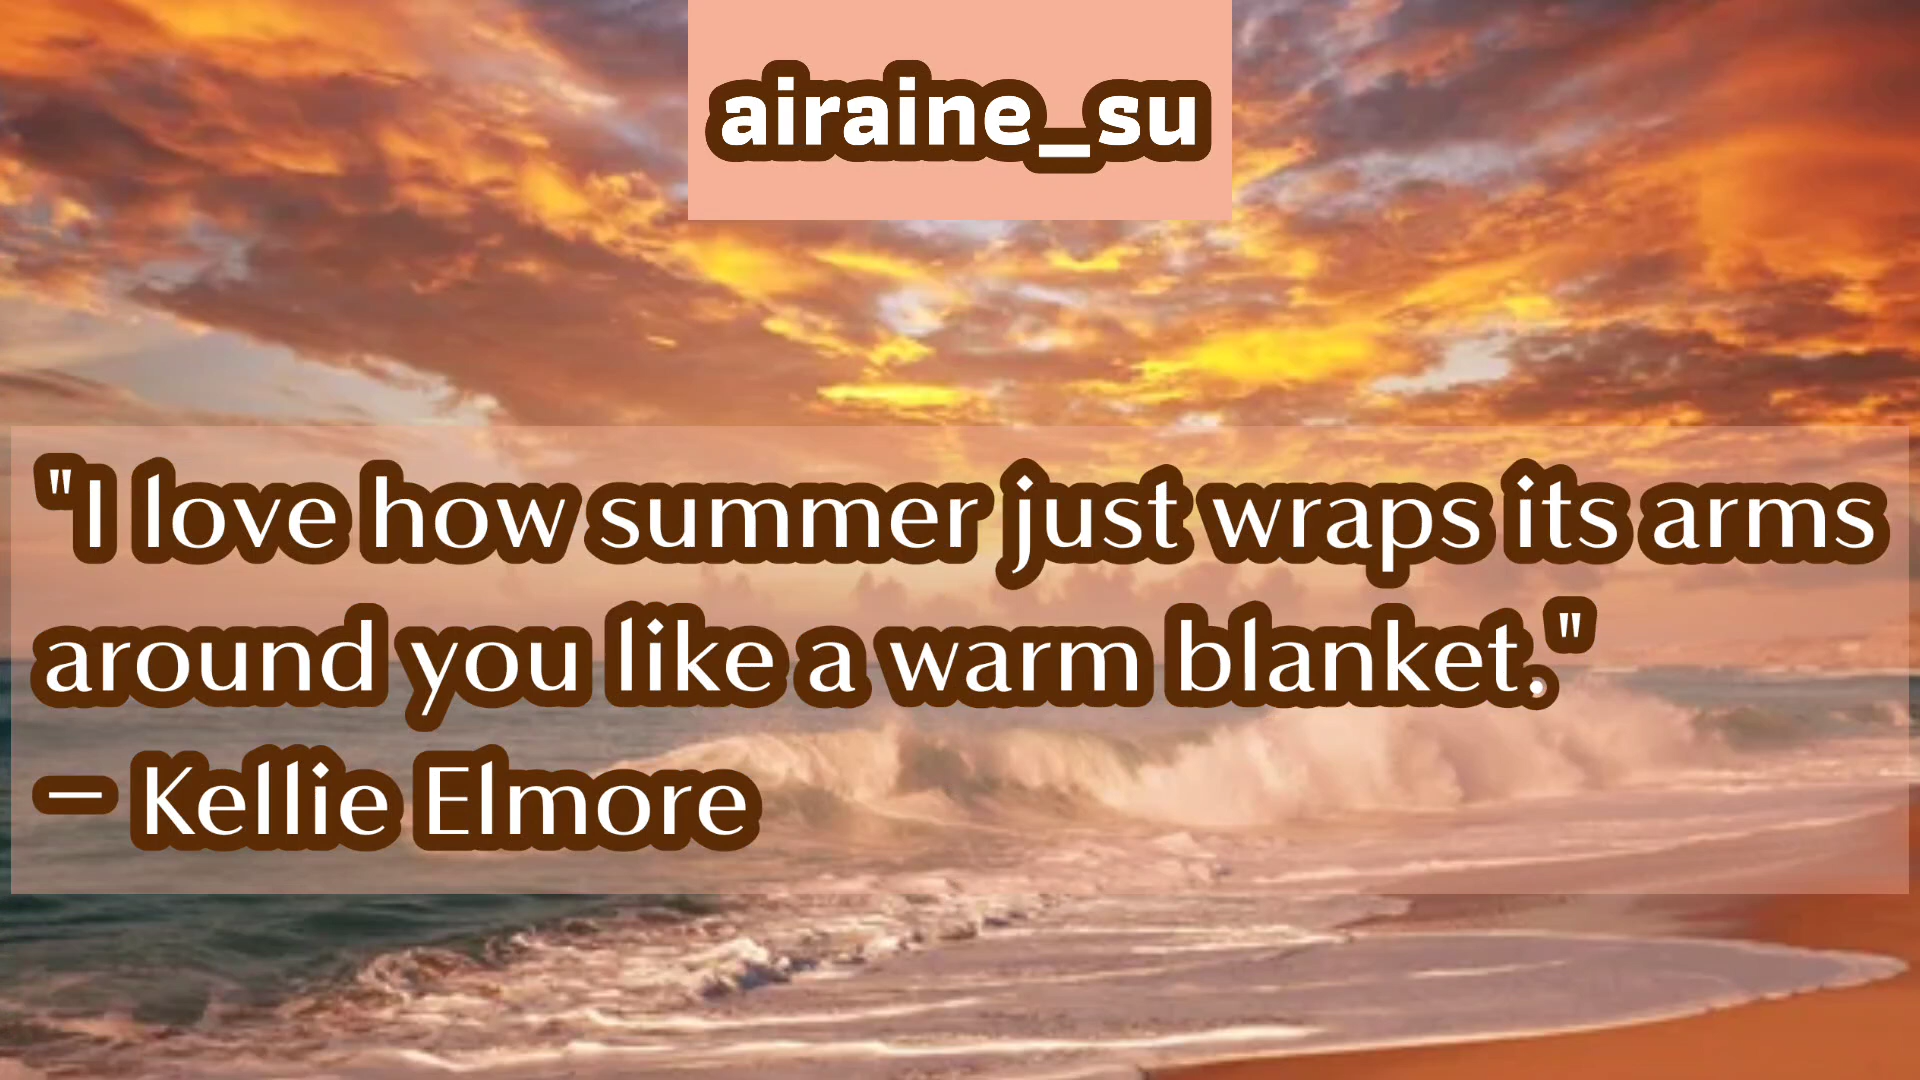 airaine_su
"I love how summer just wraps its arms
around you like a warm blanket."
– Kellie Elmore